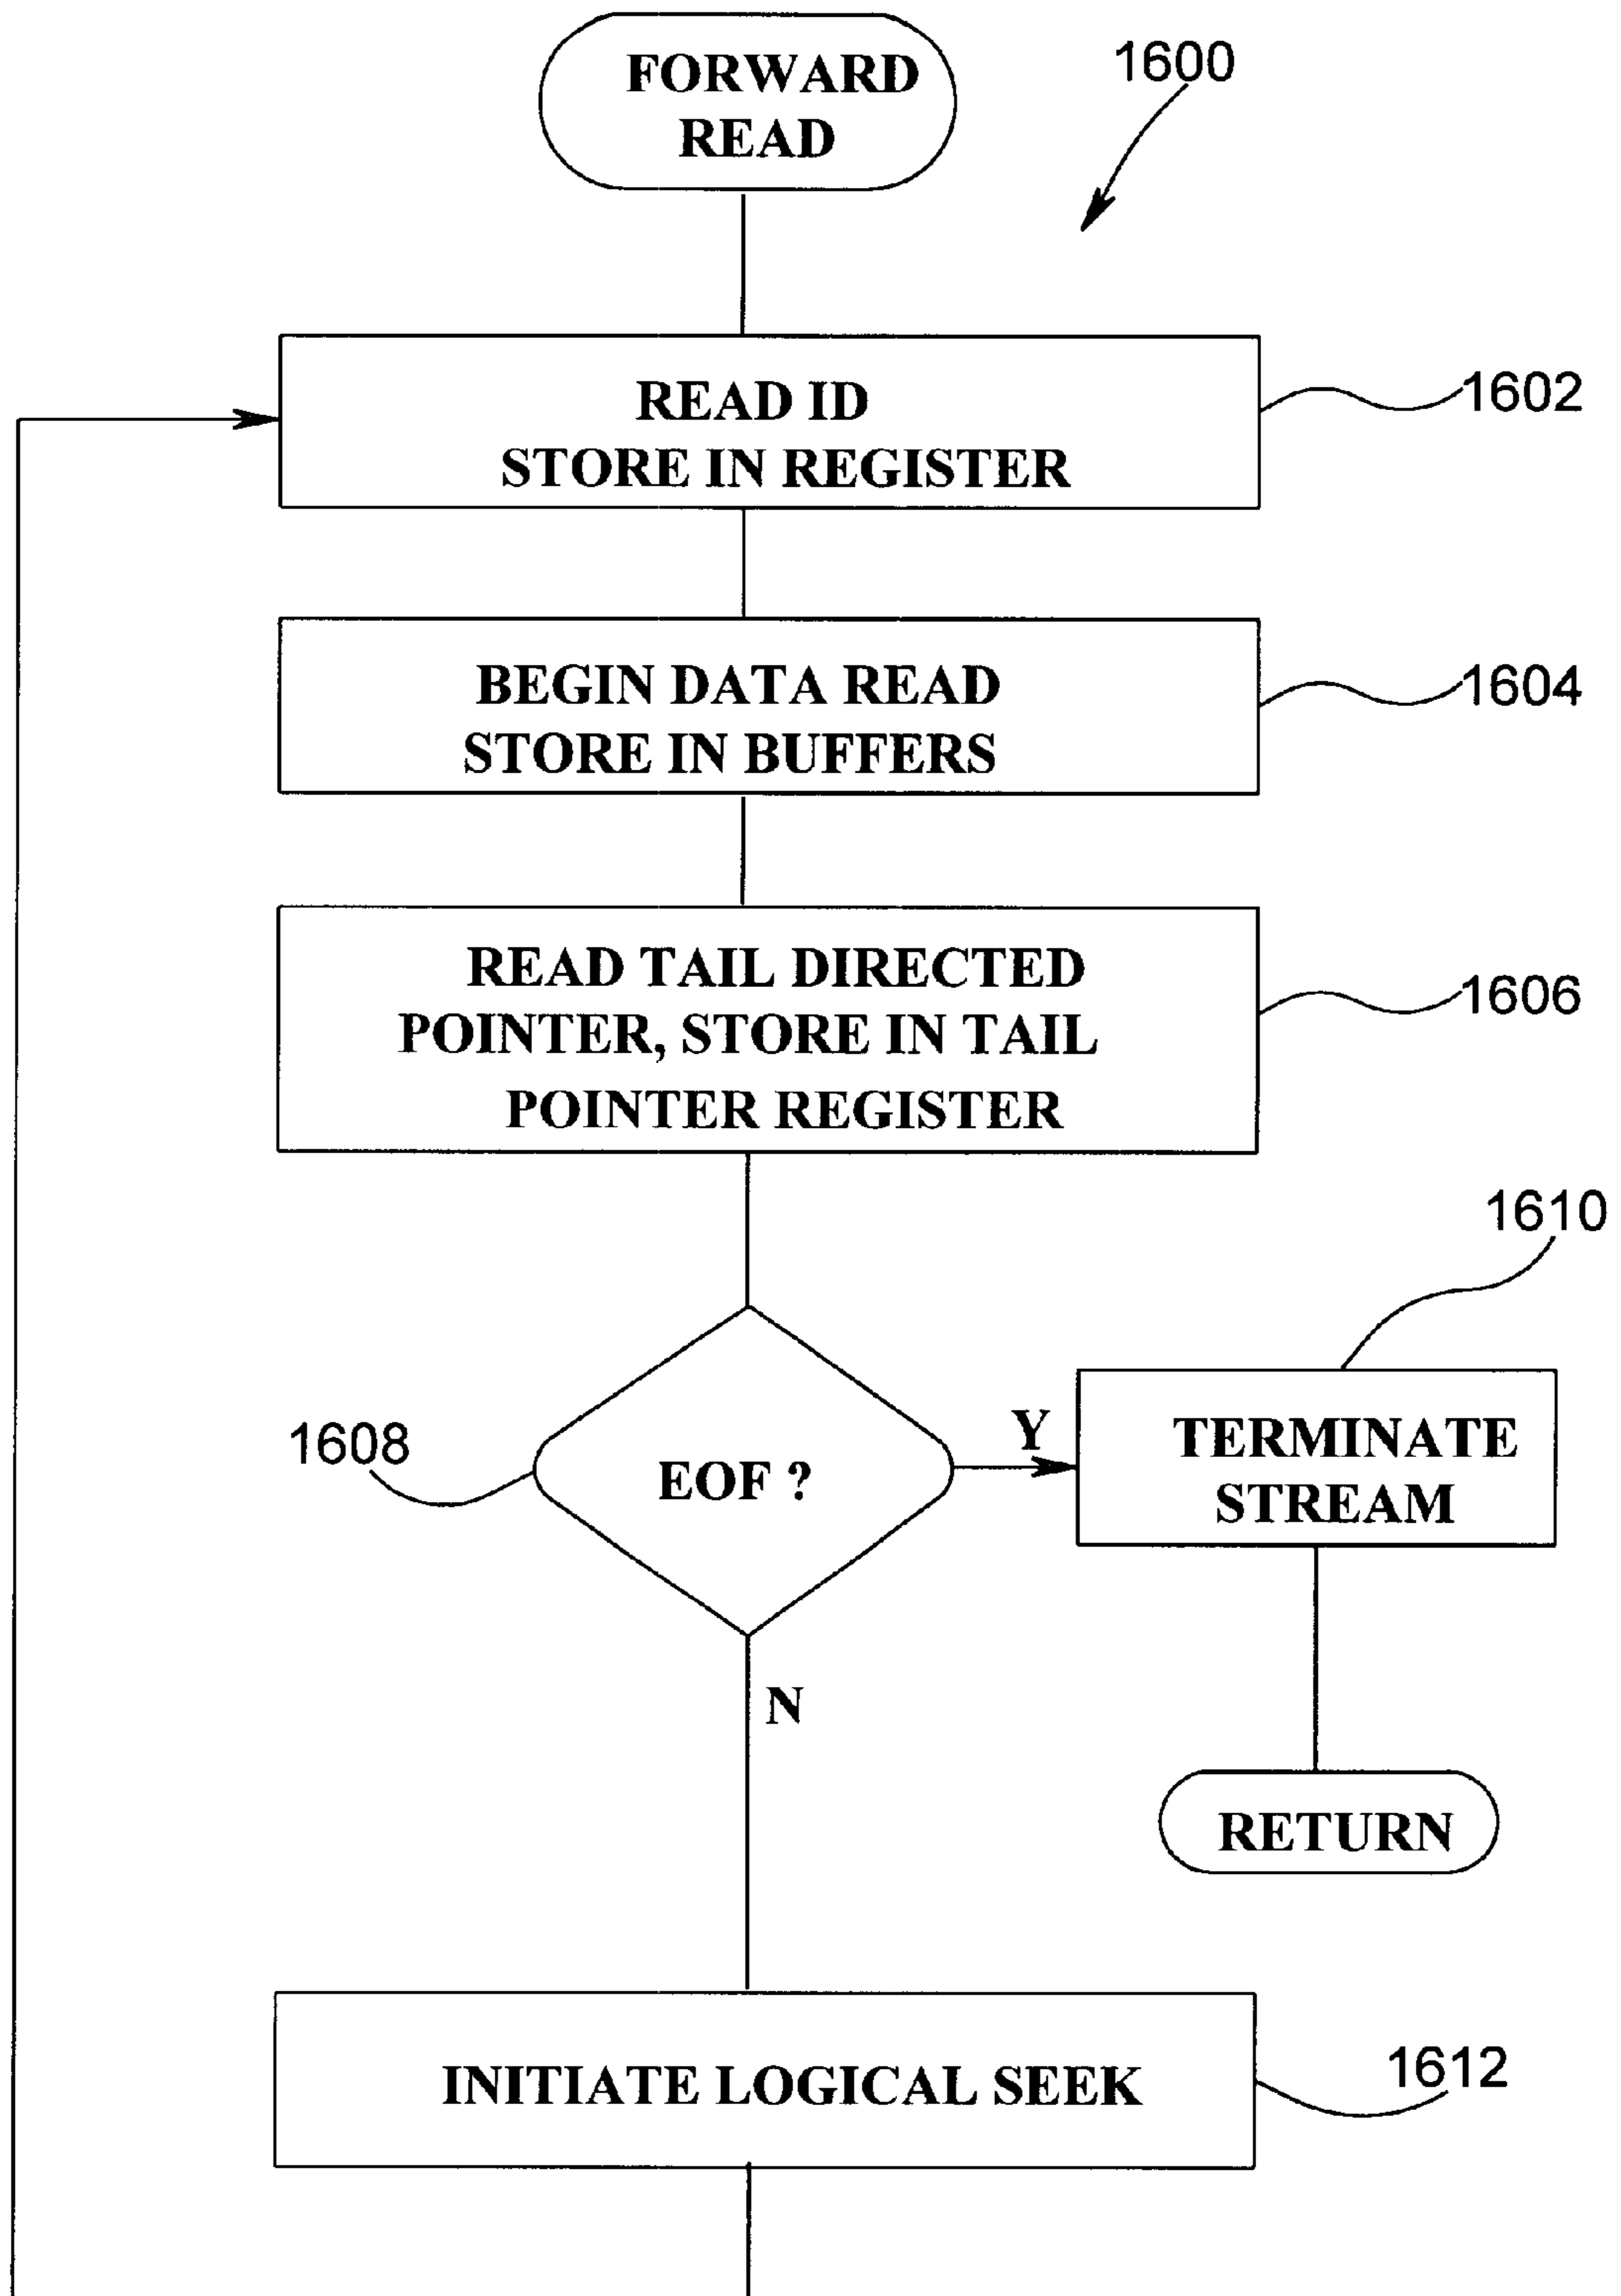 FORWARD
READ
1600
READ ID
STORE IN REGISTER
1602
BEGIN DATA READ
STORE IN BUFFERS
1604
READ TAIL DIRECTED
POINTER, STORE IN TAIL
POINTER REGISTER
1606
1608
EOF ?
Y
1610
TERMINATE
STREAM
N
RETURN
INITIATE LOGICAL SEEK
1612